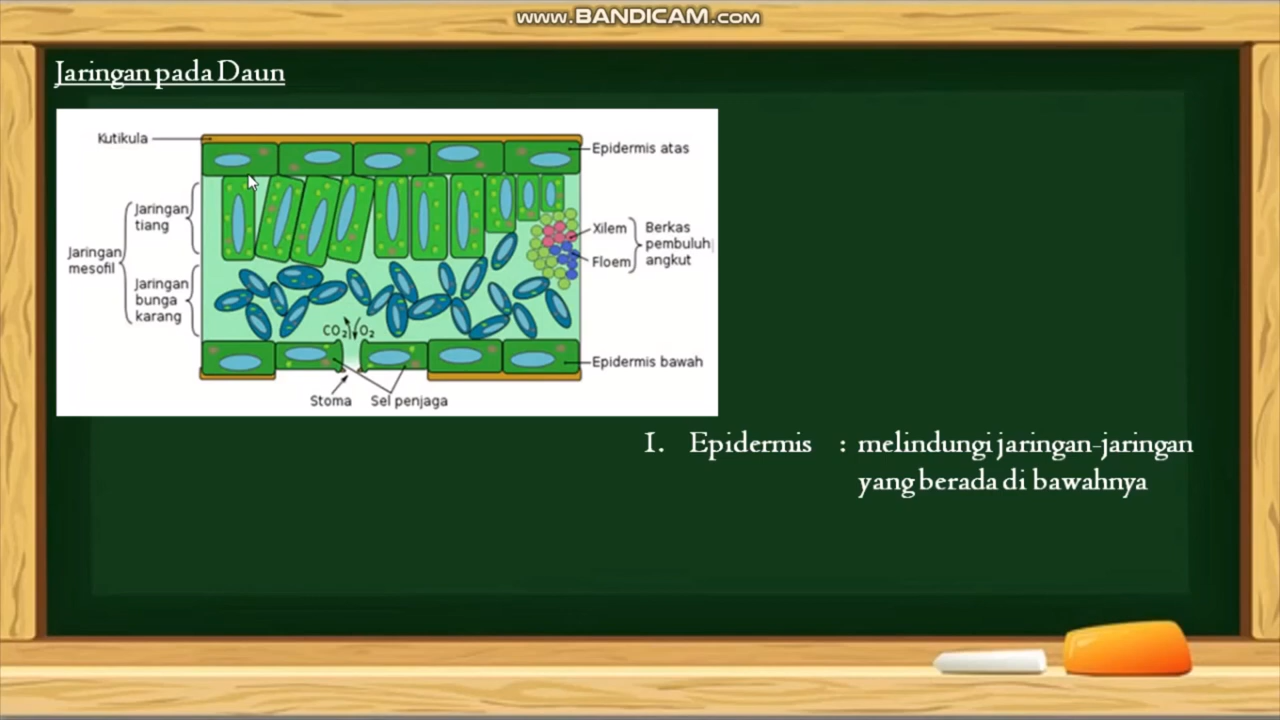 www.BANDICAM.com
Jaringan pada Daun
Kutikula
Epidermis atas
Jaringan
tiang
Xilem
Berkas
pembuluh
angkut
Floem
Jaringan
mesofil
Jaringan
bunga
karang
CO2 O2
Epidermis bawah
Stoma Sel penjaga
1. Epidermis : melindungi jaringan-jaringan
yang berada di bawahnya